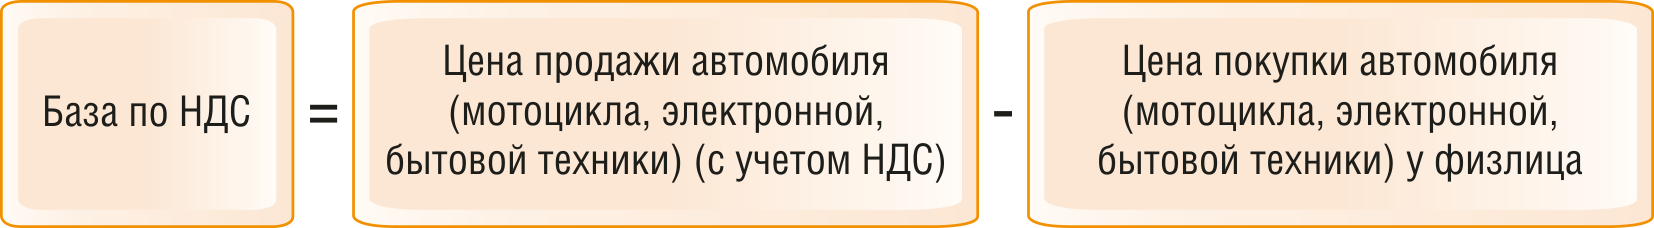 База по НДС
=
Цена продажи автомобиля
(мотоцикла, электронной,
бытовой техники) (с учетом НДС)
-
Цена покупки автомобиля
(мотоцикла, электронной,
бытовой техники) у физлица